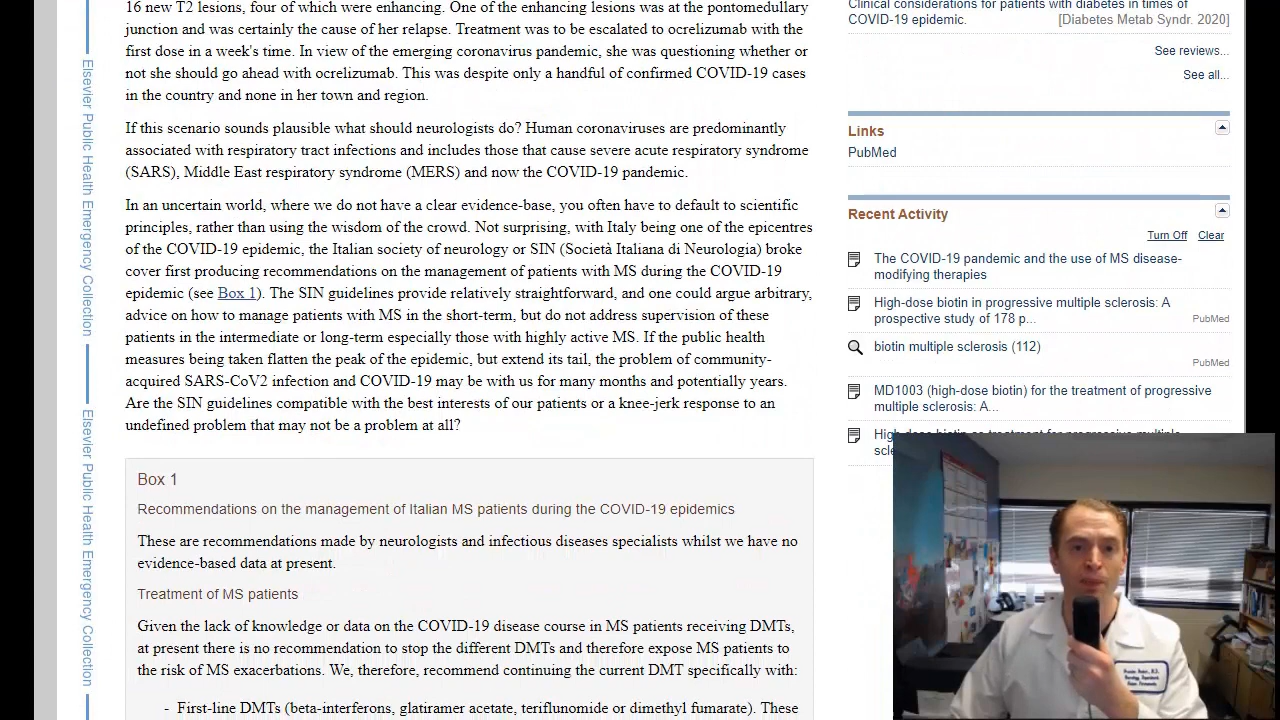 16 new T2 lesions, four of which were enhancing. One of the enhancing lesions was at the pontomedullary
junction and was certainly the cause of her relapse. Treatment was to be escalated to ocrelizumab with the
first dose in a week's time. In view of the emerging coronavirus pandemic, she was questioning whether or
not she should go ahead with ocrelizumab. This was despite only a handful of confirmed COVID-19 cases
in the country and none in her town and region.
If this scenario sounds plausible what should neurologists do? Human coronaviruses are predominantly
associated with respiratory tract infections and includes those that cause severe acute respiratory syndrome
(SARS), Middle East respiratory syndrome (MERS) and now the COVID-19 pandemic.
In an uncertain world, where we do not have a clear evidence-base, you often have to default to scientific
principles, rather than using the wisdom of the crowd. Not surprising, with Italy being one of the epicentres
of the COVID-19 epidemic, the Italian society of neurology or SIN (Società Italiana di Neurologia) broke
cover first producing recommendations on the management of patients with MS during the COVID-19
epidemic (see Box 1). The SIN guidelines provide relatively straightforward, and one could argue arbitrary,
advice on how to manage patients with MS in the short-term, but do not address supervision of these
patients in the intermediate or long-term especially those with highly active MS. If the public health
measures being taken flatten the peak of the epidemic, but extend its tail, the problem of community-
acquired SARS-CoV2 infection and COVID-19 may be with us for many months and potentially years.
Are the SIN guidelines compatible with the best interests of our patients or a knee-jerk response to an
undefined problem that may not be a problem at all?
Box 1
Recommendations on the management of Italian MS patients during the COVID-19 epidemics
These are recommendations made by neurologists and infectious diseases specialists whilst we have no
evidence-based data at present.
Treatment of MS patients
Given the lack of knowledge or data on the COVID-19 disease course in MS patients receiving DMTs,
at present there is no recommendation to stop the different DMTs and therefore expose MS patients to
the risk of MS exacerbations. We, therefore, recommend continuing the current DMT specifically with:
- First-line DMTs (beta-interferons, glatiramer acetate, teriflunomide or dimethyl fumarate). These
Elsevier Public Health Emergency Collection
Elsevier Public Health Emergency Collection
Clinical considerations for patients with diabetes in times of
COVID-19 epidemic. [Diabetes Metab Syndr. 2020]
See reviews...
See all...
Links
PubMed
Recent Activity
Turn Off Clear
The COVID-19 pandemic and the use of MS disease-
modifying therapies
High-dose biotin in progressive multiple sclerosis: A
prospective study of 178 p... PubMed
biotin multiple sclerosis (112)
PubMed
MD1003 (high-dose biotin) for the treatment of progressive
multiple sclerosis: A...